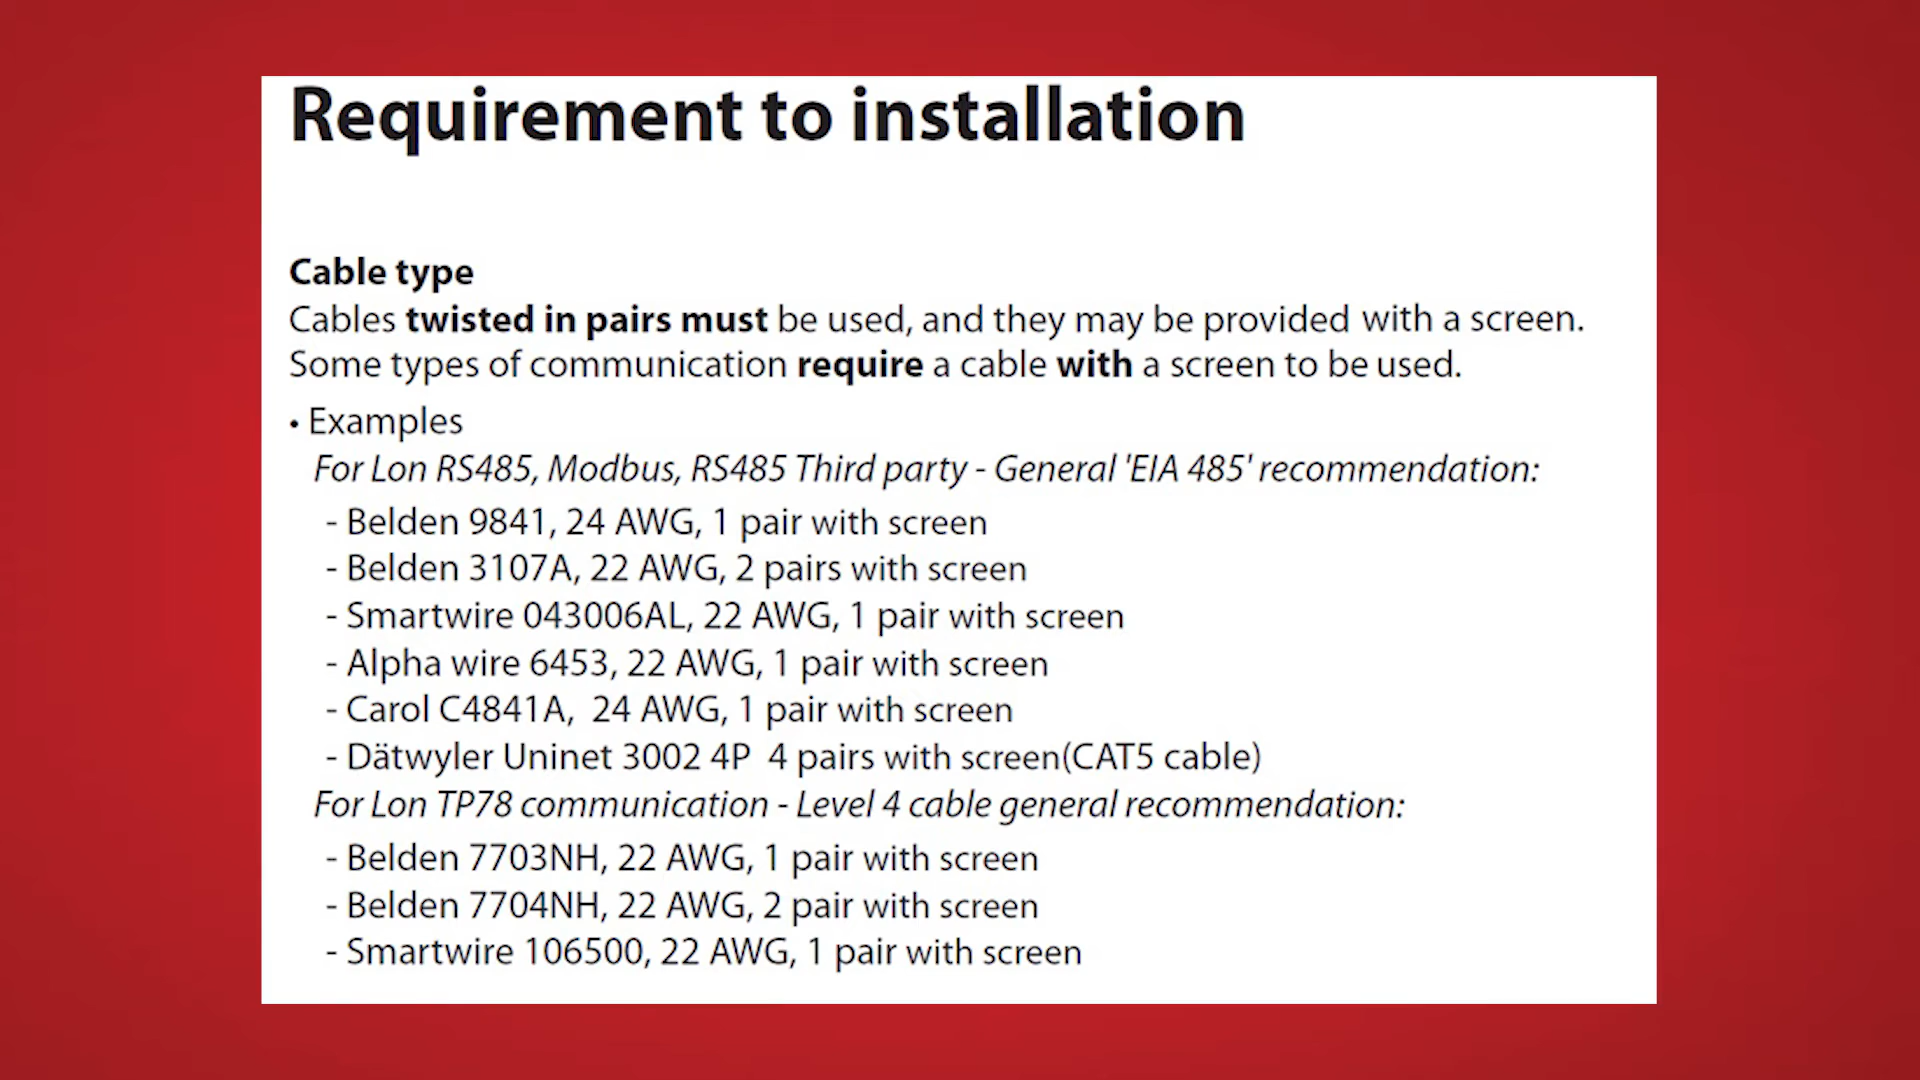 Requirement to installation
Cable type
Cables twisted in pairs must be used, and they may be provided with a screen.
Some types of communication require a cable with a screen to be used.
• Examples
For Lon RS485, Modbus, RS485 Third party - General 'EIA 485' recommendation:
- Belden 9841, 24 AWG, 1 pair with screen
- Belden 3107A, 22 AWG, 2 pairs with screen
- Smartwire 043006AL, 22 AWG, 1 pair with screen
- Alpha wire 6453, 22 AWG, 1 pair with screen
- Carol C4841A, 24 AWG, 1 pair with screen
- Dätwyler Uninet 3002 4P 4 pairs with screen(CAT5 cable)
For Lon TP78 communication - Level 4 cable general recommendation:
- Belden 7703NH, 22 AWG, 1 pair with screen
- Belden 7704NH, 22 AWG, 2 pair with screen
- Smartwire 106500, 22 AWG, 1 pair with screen